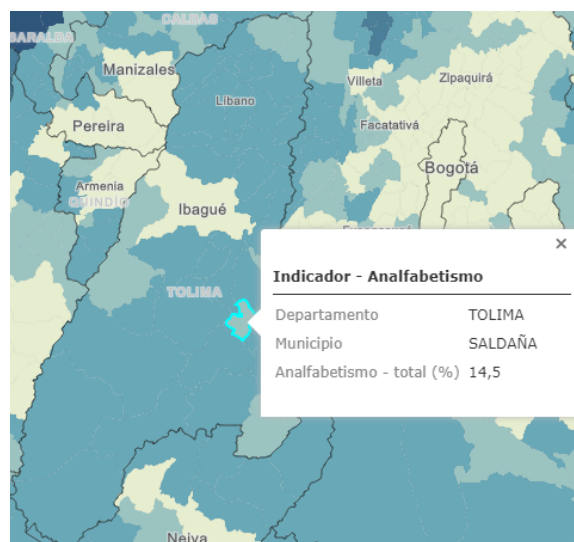 CALDAS
SARALDA
Manizales
Villeta
Zipaquirá
Líbano
Pereira
Facatativá
Bogotá
Armenia
QUINDÍO
Ibagué
TOLIMA
Neiva
×
Indicador - Analfabetismo
Departamento TOLIMA
Municipio SALDAÑA
Analfabetismo - total (%) 14,5